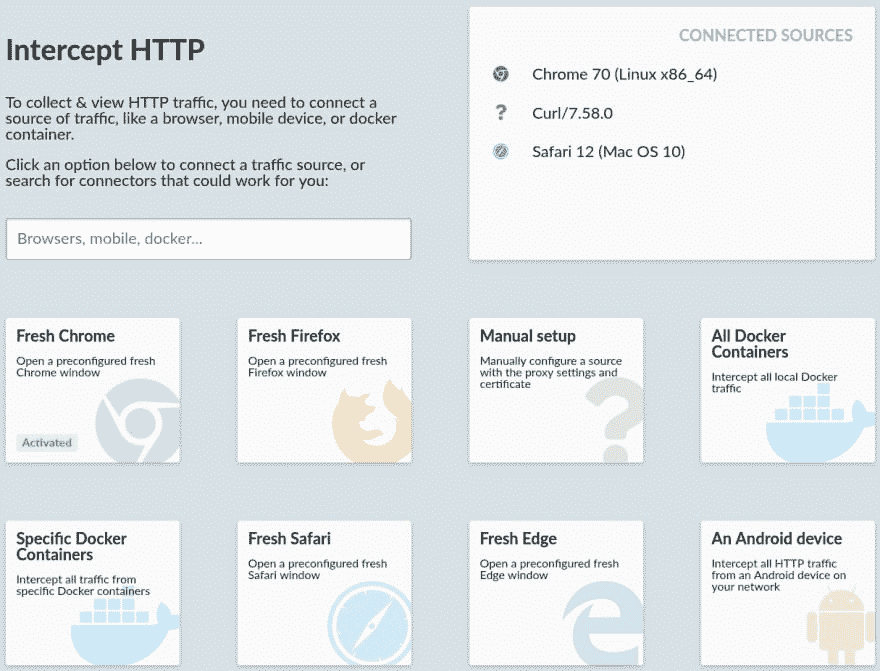 Intercept HTTP
To collect & view HTTP traffic, you need to connect a
source of traffic, like a browser, mobile device, or docker
container.
Click an option below to connect a traffic source, or
search for connectors that could work for you:
Browsers, mobile, docker...
CONNECTED SOURCES
Chrome 70 (Linux x86_64)
? Curl/7.58.0
Safari 12 (Mac OS 10)
Fresh Chrome
Open a preconfigured fresh
Chrome window
Activated
Fresh Firefox
Open a preconfigured fresh
Firefox window
Manual setup
Manually configure a source
with the proxy settings and
certificate
?
All Docker
Containers
Intercept all local Docker
traffic
Specific Docker
Containers
Intercept all traffic from
specific Docker containers
Fresh Safari
Open a preconfigured fresh
Safari window
Fresh Edge
Open a preconfigured fresh
Edge window
An Android device
Intercept all HTTP traffic
from an Android device on
your network